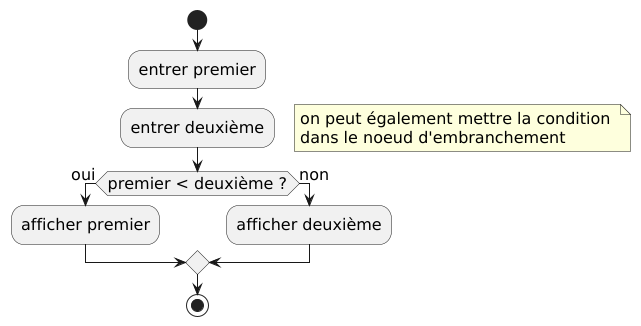 entrer premier
entrer deuxième
on peut également mettre la condition
dans le noeud d'embranchement
oui
premier < deuxième ?
non
afficher premier
afficher deuxième